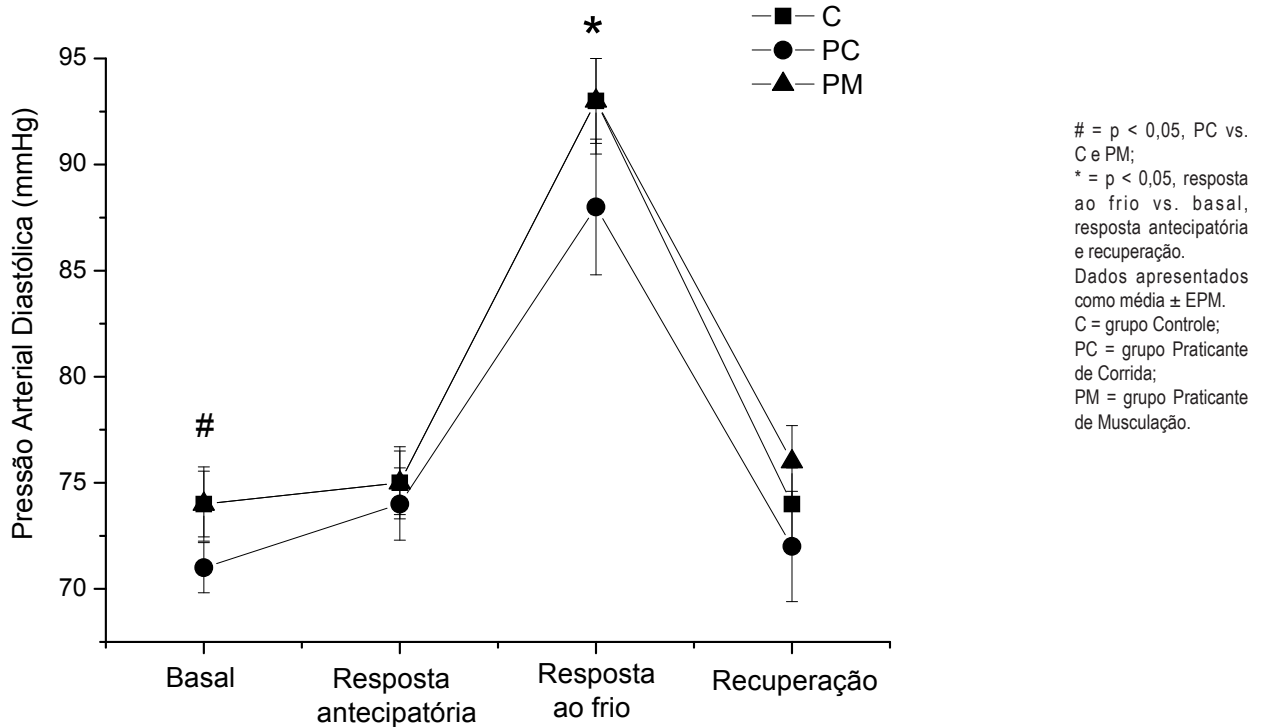 *
C
PC
PM
Pressão Arterial Diastólica (mmHg)
95
90
85
80
75
70
#
Basal
Resposta
antecipatória
Resposta
ao frio
Recuperação
# = p < 0,05, PC vs.
C e PM;
* = p < 0,05, resposta
ao frio vs. basal,
resposta antecipatória
e recuperação.
Dados apresentados
como média ± EPM.
C = grupo Controle;
PC = grupo Praticante
de Corrida;
PM = grupo Praticante
de Musculação.